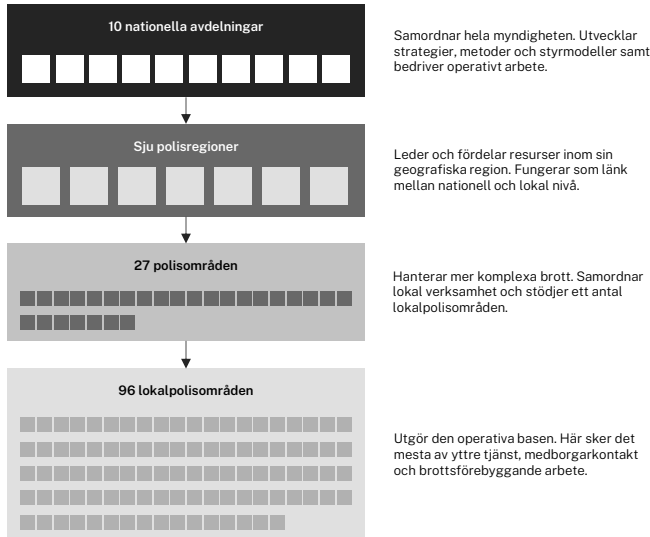 10 nationella avdelningar
Samordnar hela myndigheten. Utvecklar
strategier, metoder och styrmodeller samt
bedriver operativt arbete.
Sju polisregioner
Leder och fördelar resurser inom sin
geografiska region. Fungerar som länk
mellan nationell och lokal nivå.
27 polisområden
Hanterar mer komplexa brott. Samordnar
lokal verksamhet och stödjer ett antal
lokalpolisområden.
96 lokalpolisområden
Utgör den operativa basen. Här sker det
mesta av yttre tjänst, medborgarkontakt
och brottsförebyggande arbete.